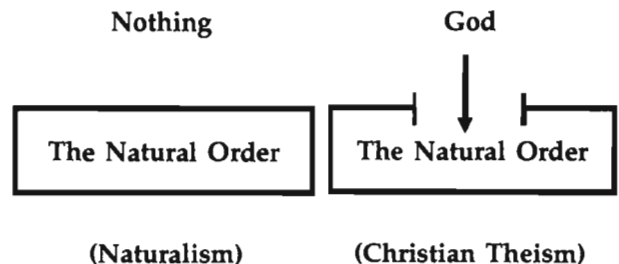 Nothing
God
The Natural Order
The Natural Order
(Naturalism)
(Christian Theism)